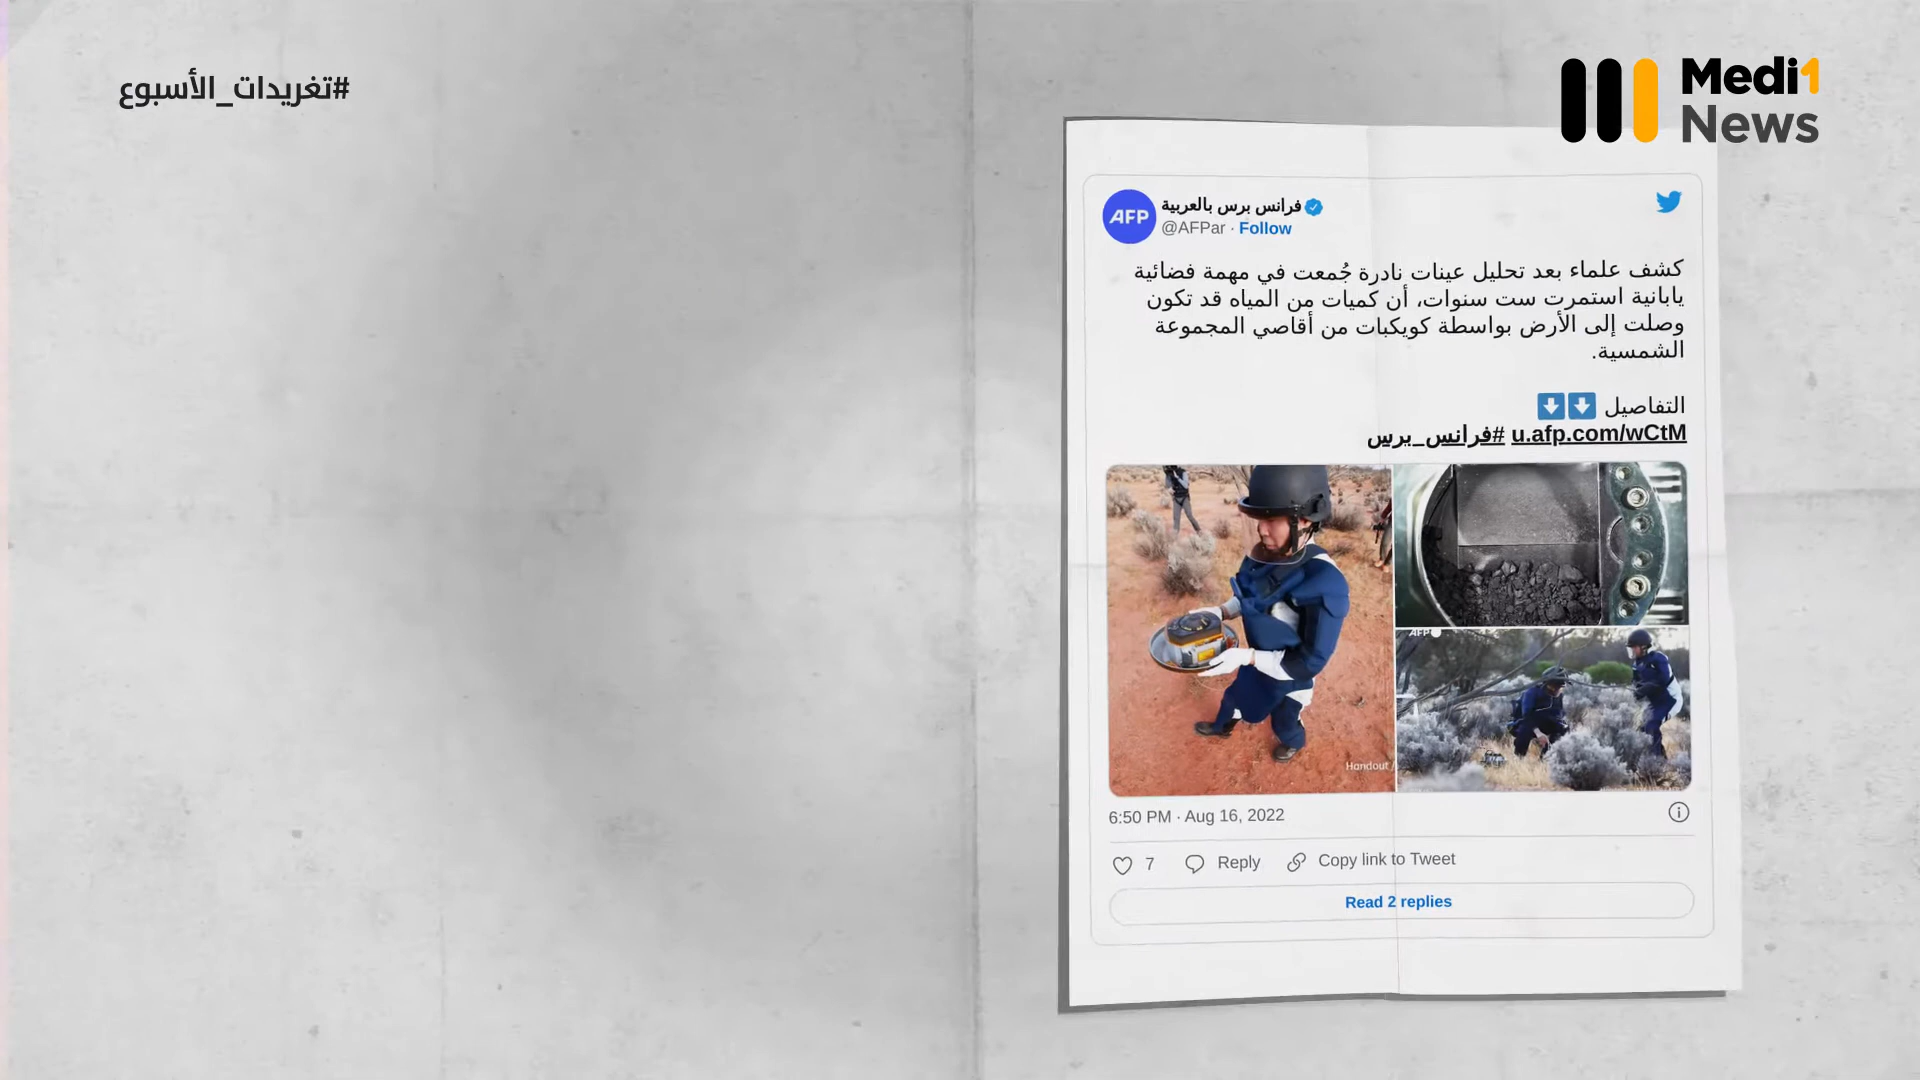 #تغريدات_الأسبوع
Medi1
News
AFP
فرانس برس بالعربية
@AFPar · Follow
كشف علماء بعد تحليل عينات نادرة جُمعت في مهمة فضائية
يابانية استمرت ست سنوات، أن كميات من المياه قد تكون
وصلت إلى الأرض بواسطة كويكبات من أقاصي المجموعة
الشمسية.
التفاصيل ⬇️⬇️
u.afp.com/wCtM #فرانس_برس
Handout /
AFP
6:50 PM · Aug 16, 2022
7 Reply Copy link to Tweet
Read 2 replies